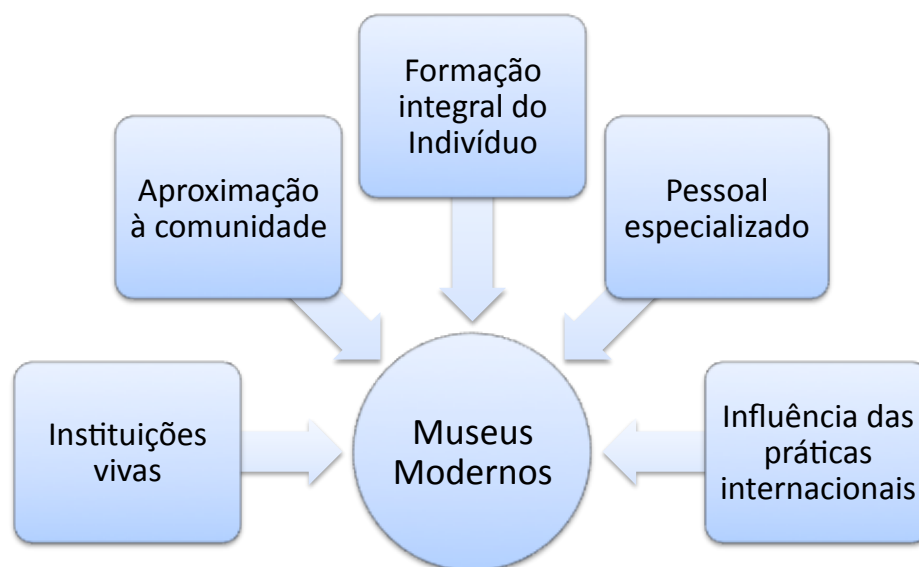 Formação
integral do
Indivíduo
Aproximação
à comunidade
Pessoal
especializado
Instituições
vivas
Museus
Modernos
Influência das
práticas
internacionais